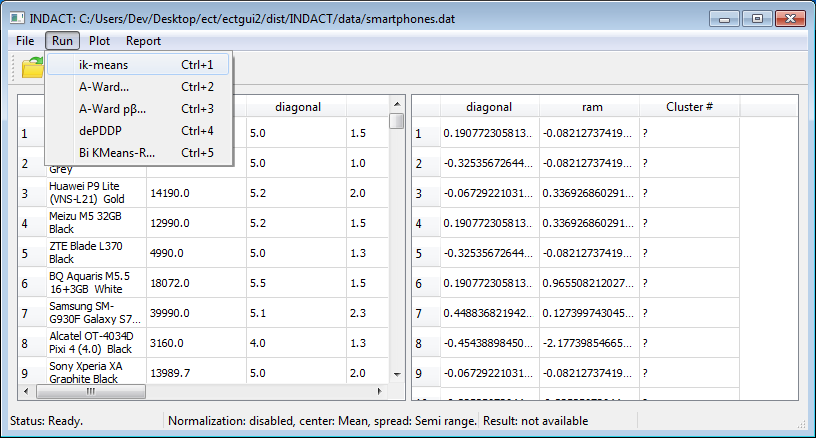 INDACT: C:/Users/Dev/Desktop/ect/ectgui2/dist/INDACT/data/smartphones.dat
File Run Plot Report
ik-means Ctrl+1
A-Ward... Ctrl+2
A-Ward pβ... Ctrl+3
dePDDP Ctrl+4
Bi KMeans-R... Ctrl+5
diagonal
1 5.0 1.5
2 Grey 5.0 1.0
3 Huawei P9 Lite (VNS-L21) Gold 14190.0 5.2 2.0
4 Meizu M5 32GB Black 12990.0 5.2 1.5
5 ZTE Blade L370 Black 4990.0 5.0 1.3
6 BQ Aquaris M5.5 16+3GB White 18072.0 5.5 1.5
7 Samsung SM-G930F Galaxy S7... 39990.0 5.1 2.3
8 Alcatel OT-4034D Pixi 4 (4.0) Black 3160.0 4.0 1.3
9 Sony Xperia XA Graphite Black 13989.7 5.0 2.0
diagonal ram Cluster #
1 0.190772305813... -0.08212737419... ?
2 -0.32535672644... -0.08212737419... ?
3 -0.06729221031... 0.336926860291... ?
4 0.190772305813... 0.336926860291... ?
5 -0.32535672644... -0.08212737419... ?
6 0.190772305813... 0.965508212027... ?
7 0.448836821942... 0.127399743045... ?
8 -0.45438898450... -2.17739854665... ?
9 -0.06729221031... -0.08212737419... ?
Status: Ready. Normalization: disabled, center: Mean, spread: Semi range. Result: not available